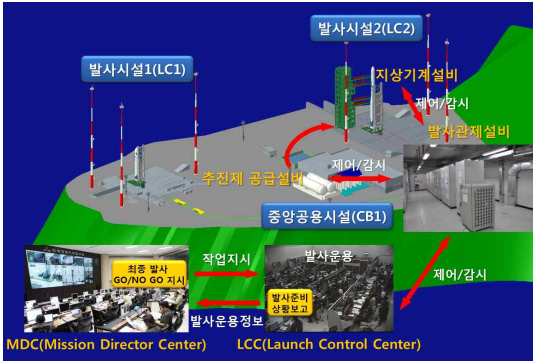 발사시설2(LC2)
발사시설1(LC1)
지상기계설비
제어/감시
발사관제설비
추진제 공급설비
제어/감시
중앙공용시설(CB1)
최종 발사
GO/NO GO 지시
작업지시
발사운용
제어/감시
발사준비
상황보고
발사운용정보
MDC(Mission Director Center)
LCC(Launch Control Center)